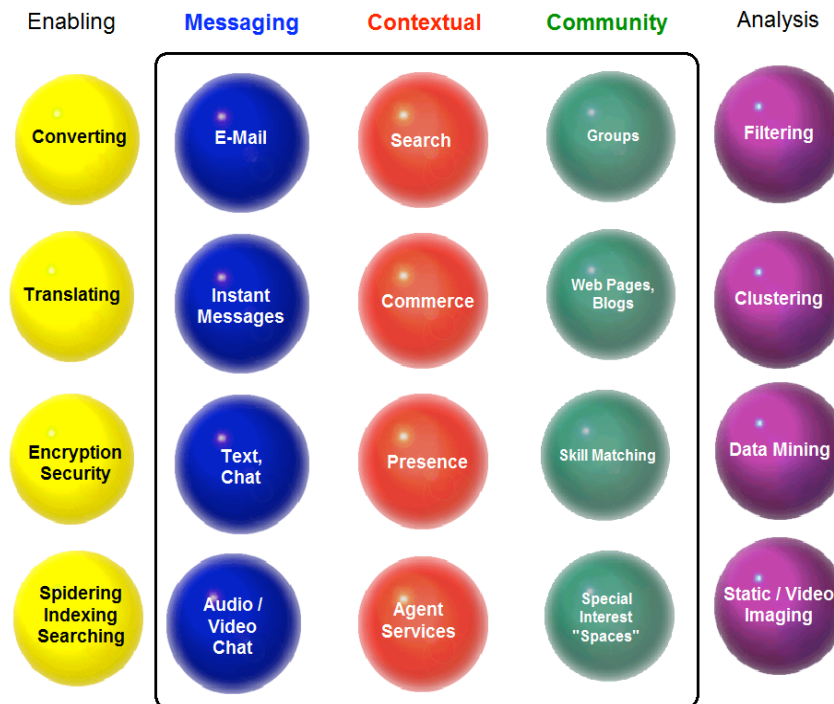 Enabling Messaging Contextual Community Analysis
Converting E-Mail Search Groups Filtering
Translating Instant
Messages Commerce Web Pages,
Blogs Clustering
Encryption
Security Text,
Chat Presence Skill Matching Data Mining
Spidering
Indexing
Searching Audio /
Video
Chat Agent
Services Special
Interest
"Spaces" Static / Video
Imaging